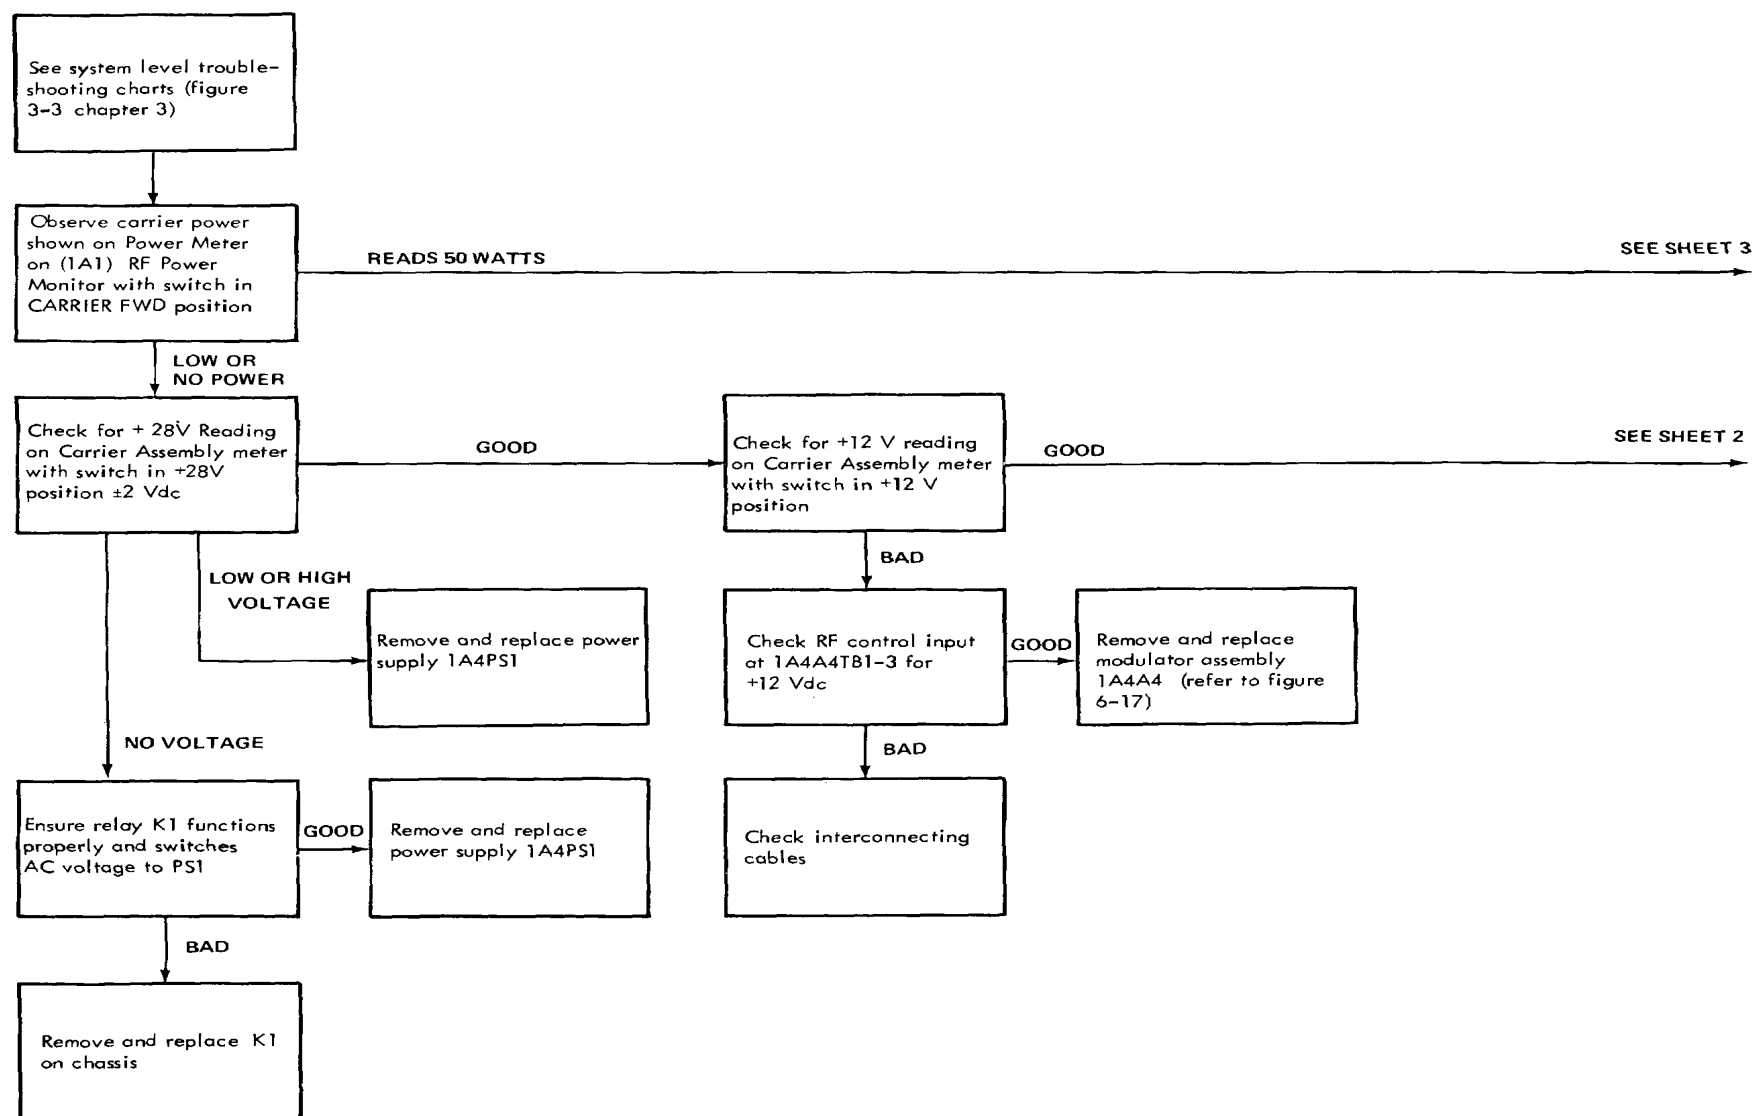 See system level trouble-
shooting charts (figure
3-3 chapter 3)
Observe carrier power
shown on Power Meter
on (1A1) RF Power
Monitor with switch in
CARRIER FWD position
READS 50 WATTS
SEE SHEET 3
LOW OR
NO POWER
Check for + 28V Reading
on Carrier Assembly meter
with switch in +28V
position ±2 Vdc
GOOD
Check for +12 V reading
on Carrier Assembly meter
with switch in +12 V
position
GOOD
SEE SHEET 2
LOW OR HIGH
VOLTAGE
Remove and replace power
supply 1A4PS1
BAD
Check RF control input
at 1A4A4TB1-3 for
+12 Vdc
GOOD
Remove and replace
modulator assembly
1A4A4 (refer to figure
6-17)
NO VOLTAGE
Ensure relay K1 functions
properly and switches
AC voltage to PS1
GOOD
Remove and replace
power supply 1A4PS1
BAD
Check interconnecting
cables
BAD
Remove and replace K1
on chassis